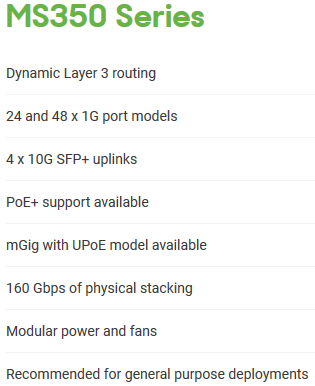 MS350 Series
Dynamic Layer 3 routing
24 and 48 x 1G port models
4 x 10G SFP+ uplinks
PoE+ support available
mGig with UPoE model available
160 Gbps of physical stacking
Modular power and fans
Recommended for general purpose deployments